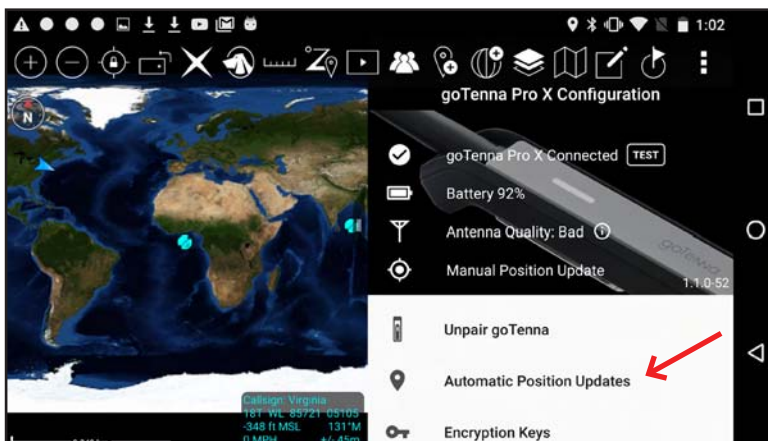 1:02
N
goTenna Pro X Configuration
goTenna Pro X Connected TEST
Battery 92%
Antenna Quality: Bad
Manual Position Update
goTenna
1.1.0-52
Unpair goTenna
Automatic Position Updates
Encryption Keys
Callsign: Virginia
18T WL 85721 05105
-348 ft MSL 131°M
0 MPH +/- 45m